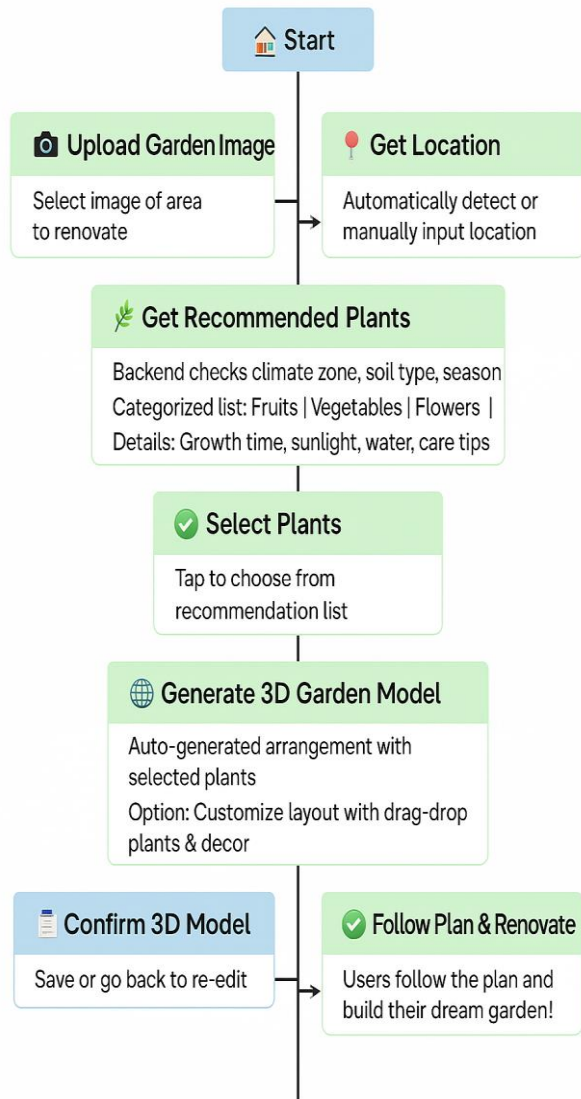 Start
Upload Garden Image
Select image of area
to renovate
Get Location
Automatically detect or
manually input location
Get Recommended Plants
Backend checks climate zone, soil type, season
Categorized list: Fruits | Vegetables | Flowers |
Details: Growth time, sunlight, water, care tips
Select Plants
Tap to choose from
recommendation list
Generate 3D Garden Model
Auto-generated arrangement with
selected plants
Option: Customize layout with drag-drop
plants & decor
Confirm 3D Model
Save or go back to re-edit
Follow Plan & Renovate
Users follow the plan and
build their dream garden!